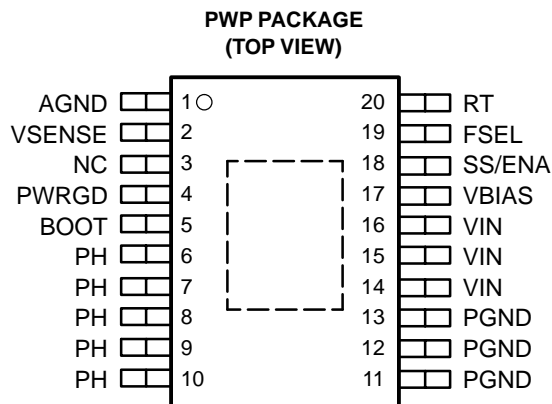 PWP PACKAGE
(TOP VIEW)
AGND 1 20 RT
VSENSE 2 19 FSEL
NC 3 18 SS/ENA
PWRGD 4 17 VBIAS
BOOT 5 16 VIN
PH 6 15 VIN
PH 7 14 VIN
PH 8 13 PGND
PH 9 12 PGND
PH 10 11 PGND